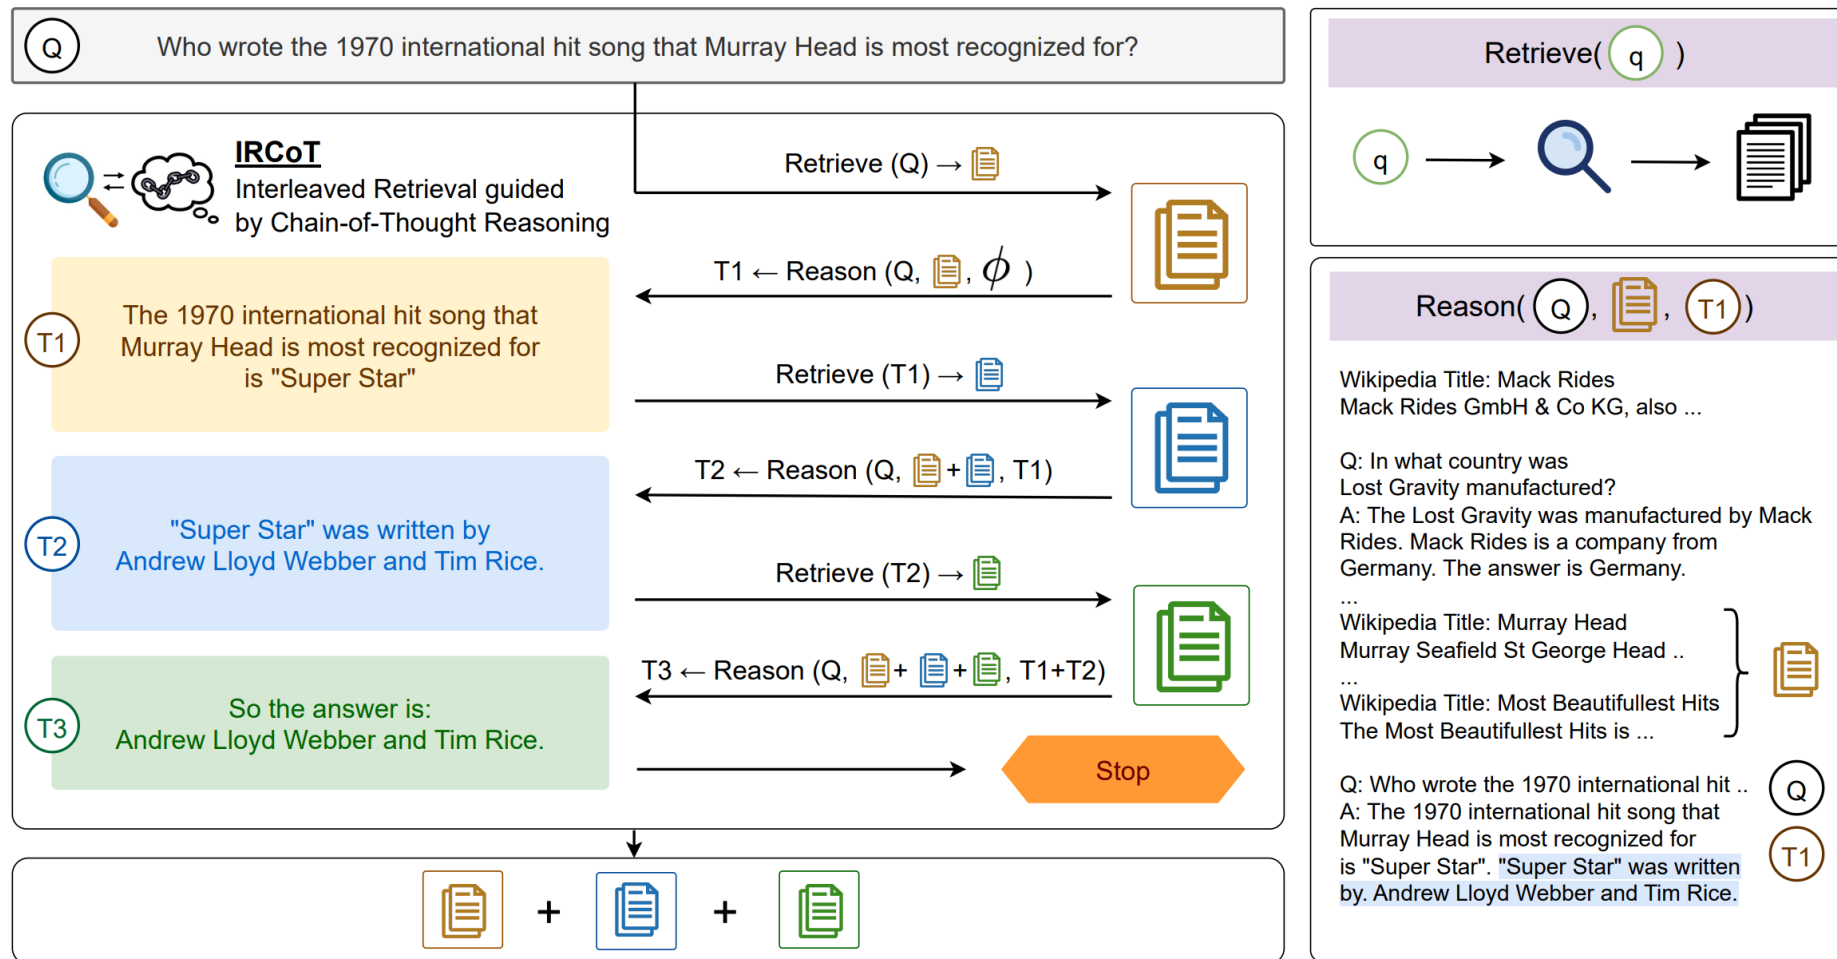 Q
Who wrote the 1970 international hit song that Murray Head is most recognized for?
IRCoT
Interleaved Retrieval guided
by Chain-of-Thought Reasoning
Retrieve (Q) →
T1 ← Reason (Q, , ϕ )
T1
The 1970 international hit song that
Murray Head is most recognized for
is "Super Star"
Retrieve (T1) →
T2 ← Reason (Q, + , T1)
T2
"Super Star" was written by
Andrew Lloyd Webber and Tim Rice.
Retrieve (T2) →
T3 ← Reason (Q, + + , T1+T2)
T3
So the answer is:
Andrew Lloyd Webber and Tim Rice.
Stop
+ +
Retrieve( q )
q
Reason( Q , , T1 )
Wikipedia Title: Mack Rides
Mack Rides GmbH & Co KG, also ...
Q: In what country was
Lost Gravity manufactured?
A: The Lost Gravity was manufactured by Mack
Rides. Mack Rides is a company from
Germany. The answer is Germany.
...
Wikipedia Title: Murray Head
Murray Seafield St George Head ..
...
Wikipedia Title: Most Beautifullest Hits
The Most Beautifullest Hits is ...
Q: Who wrote the 1970 international hit ..
Q
A: The 1970 international hit song that
Murray Head is most recognized for
T1
is "Super Star". "Super Star" was written
by. Andrew Lloyd Webber and Tim Rice.